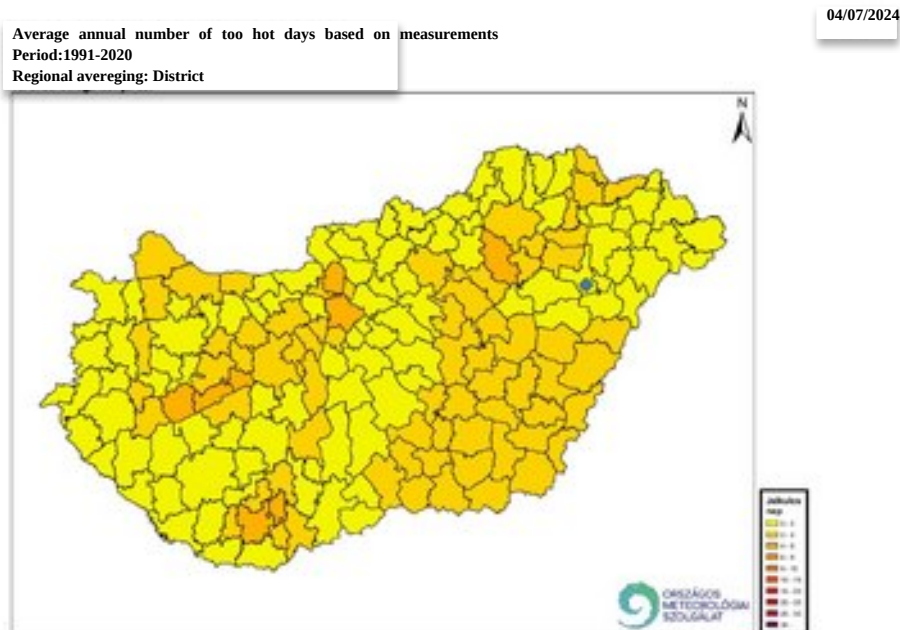 04/07/2024
Average annual number of too hot days based on measurements
Period:1991-2020
Regional avereging: District
N
nap
ORSZÁGOS
METEOROLÓGIAI
SZOLGÁLAT